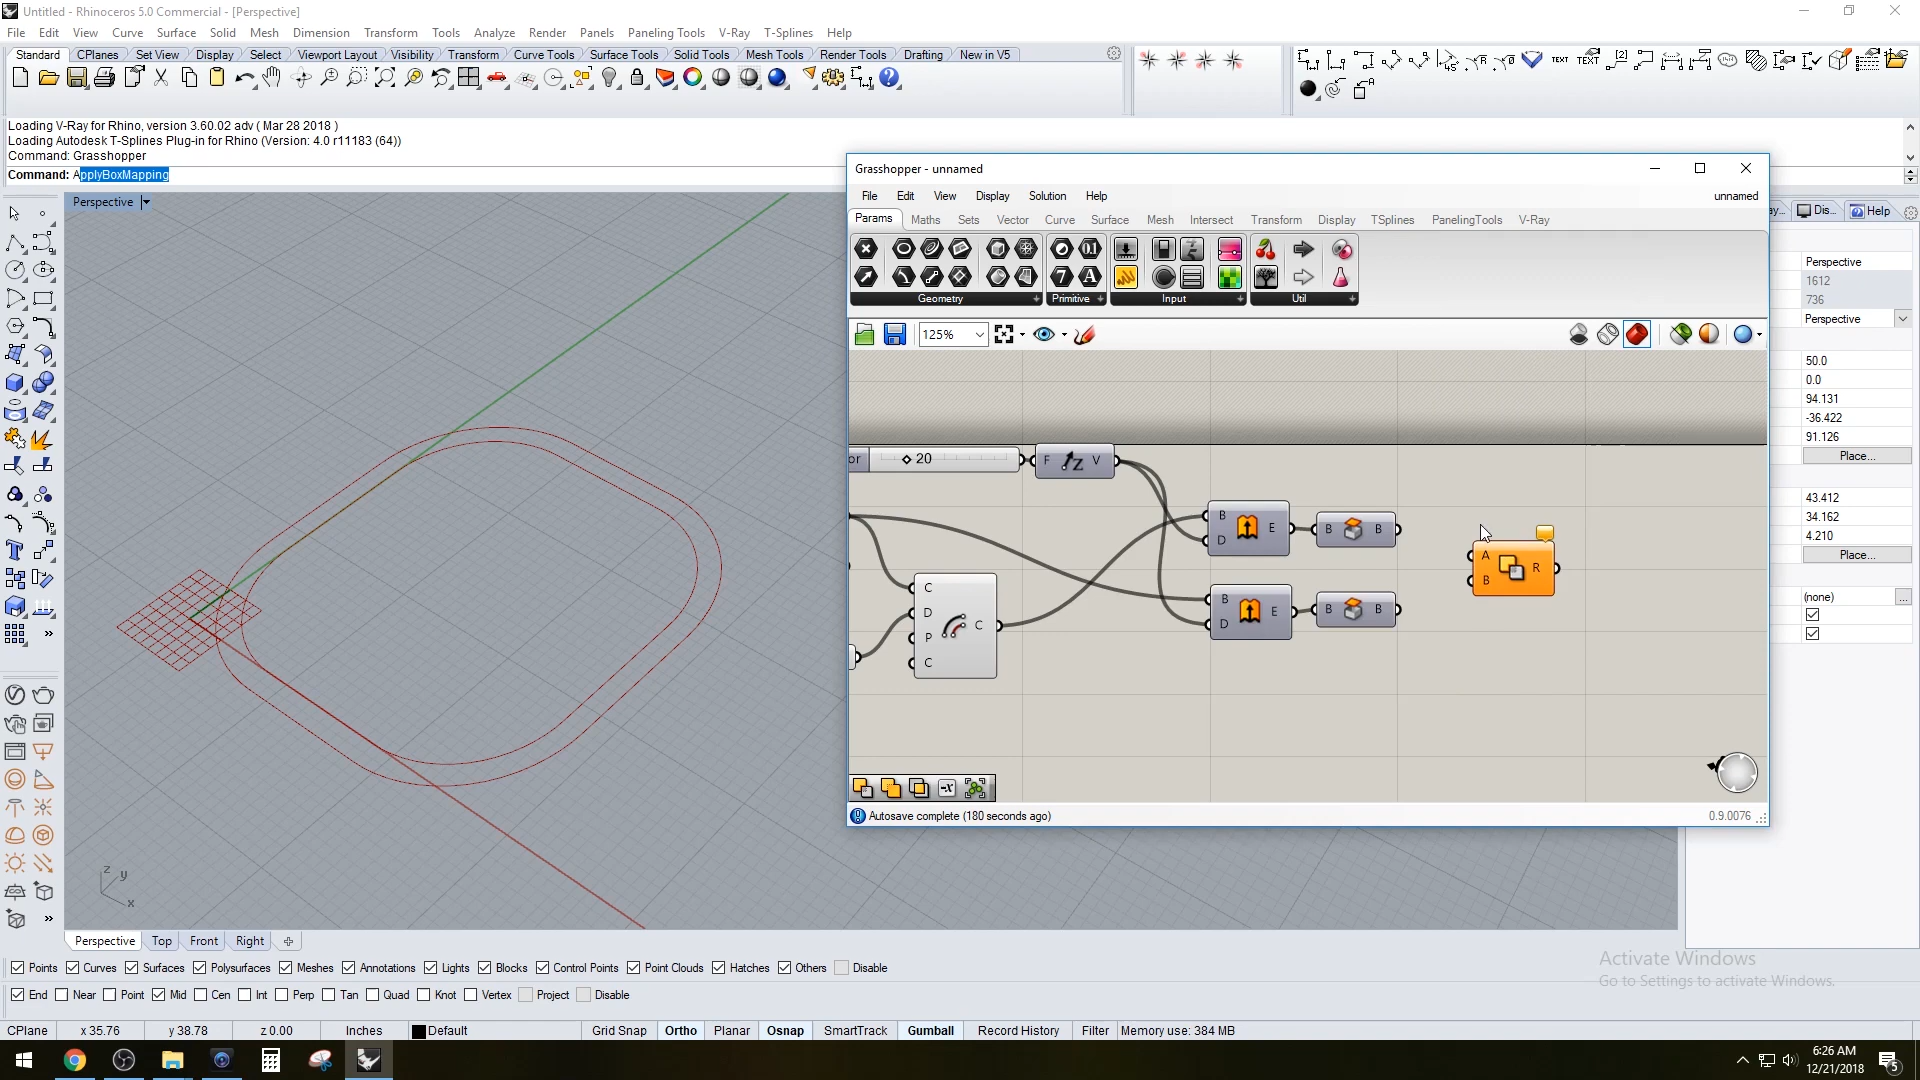 Untitled - Rhinoceros 5.0 Commercial - [Perspective]
File Edit View Curve Surface Solid Mesh Dimension Transform Tools Analyze Render Panels Paneling Tools V-Ray T-Splines Help
Standard CPlanes Set View Display Select Viewport Layout Visibility Transform Curve Tools Surface Tools Solid Tools Mesh Tools Render Tools Drafting New in V5
TEXT TEXT
Loading V-Ray for Rhino, version 3.60.02 adv ( Mar 28 2018 )
Loading Autodesk T-Splines Plug-in for Rhino (Version: 4.0 r11183 (64))
Command: Grasshopper
Command: ApplyBoxMapping
Perspective
Grasshopper - unnamed
File Edit View Display Solution Help unnamed
Params Maths Sets Vector Curve Surface Mesh Intersect Transform Display TSplines PanelingTools V-Ray
Geometry Primitive Input Util
125%
or 20 F V
B D E B B
A B R
C D P C C
B D E B B
Autosave complete (180 seconds ago) 0.9.0076
Dis... Help
Perspective
1612
736
Perspective
50.0
0.0
94.131
-36.422
91.126
Place...
43.412
34.162
4.210
Place...
(none) ...
z y x
Perspective Top Front Right
Points Curves Surfaces Polysurfaces Meshes Annotations Lights Blocks Control Points Point Clouds Hatches Others Disable
End Near Point Mid Cen Int Perp Tan Quad Knot Vertex Project Disable
Activate Windows
Go to Settings to activate Windows.
CPlane x 35.76 y 38.78 z 0.00 Inches Default Grid Snap Ortho Planar Osnap SmartTrack Gumball Record History Filter Memory use: 384 MB
6:26 AM
12/21/2018
5